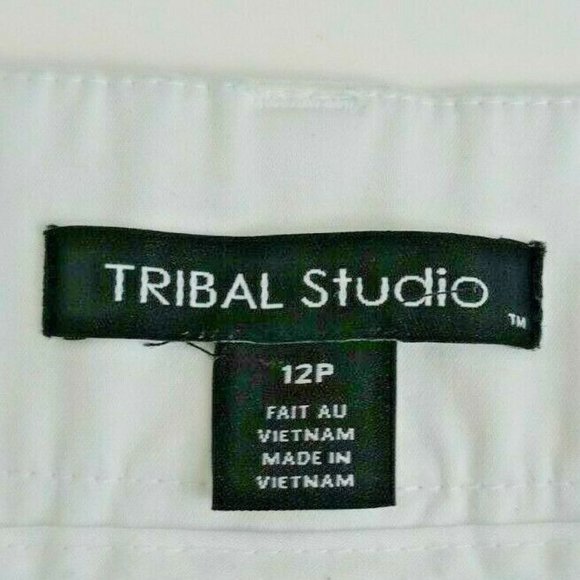 TRIBAL Studio
™
12P
FAIT AU
VIETNAM
MADE IN
VIETNAM